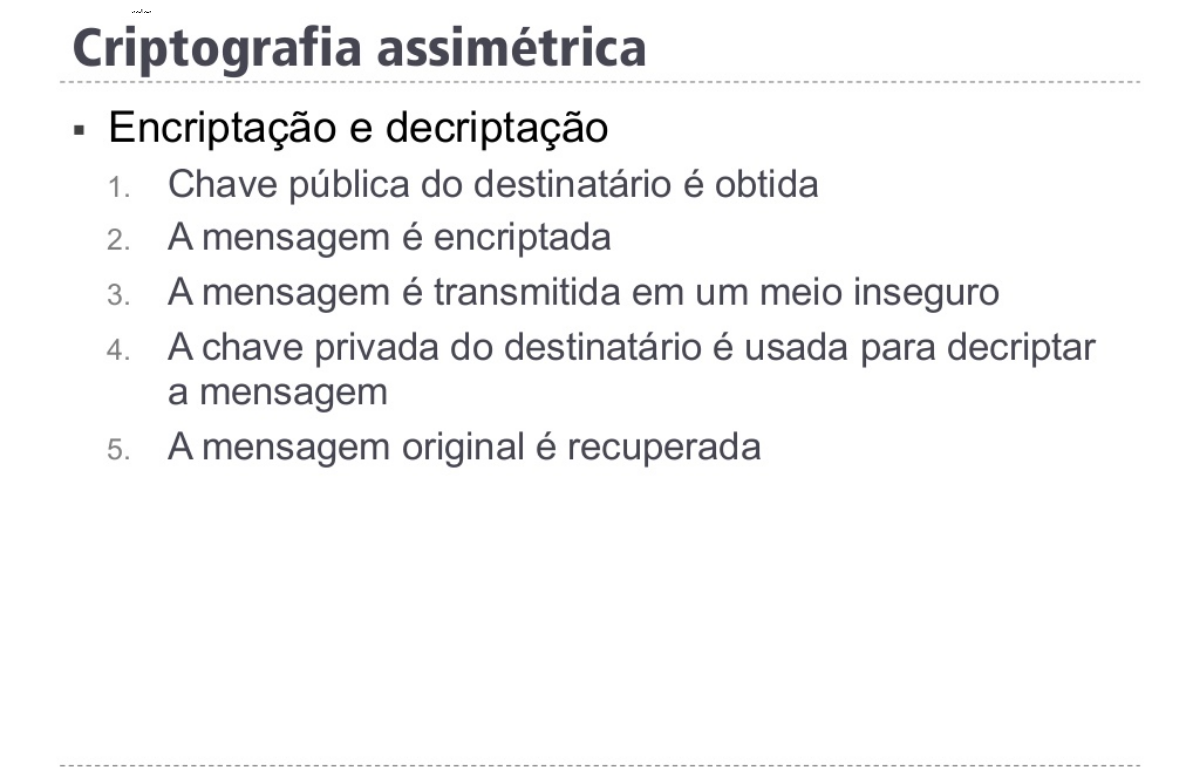 Criptografia assimétrica
▪ Encriptação e decriptação
1. Chave pública do destinatário é obtida
2. A mensagem é encriptada
3. A mensagem é transmitida em um meio inseguro
4. A chave privada do destinatário é usada para decriptar
a mensagem
5. A mensagem original é recuperada